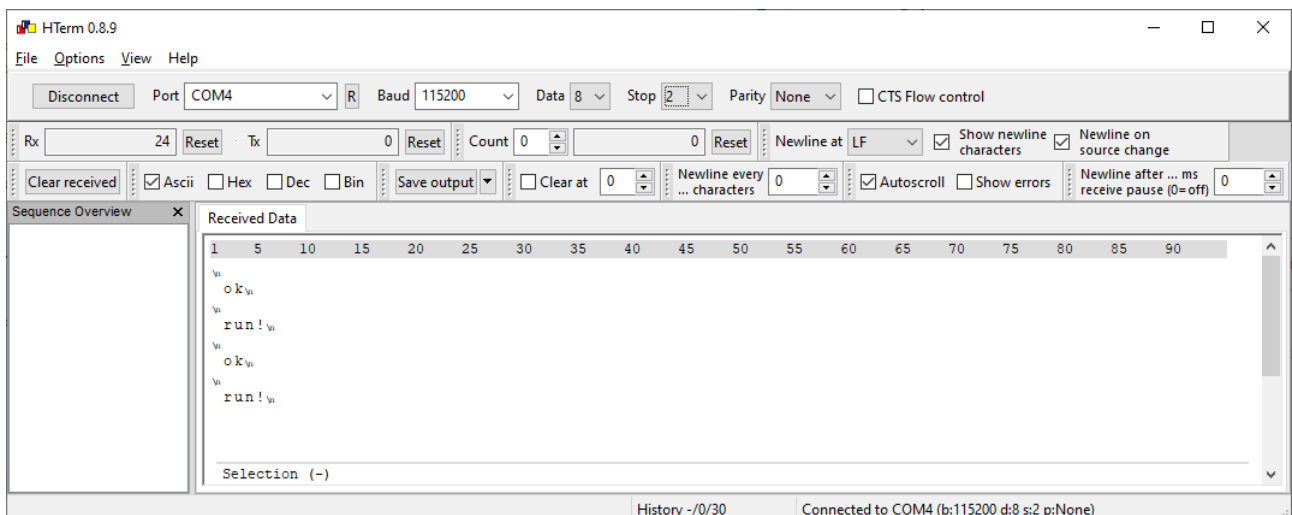 HTerm 0.8.9
File Options View Help
Disconnect Port COM4 R Baud 115200 Data 8 Stop 2 Parity None CTS Flow control
Rx 24 Reset Tx 0 Reset Count 0 0 Reset Newline at LF Show newline characters Newline on source change
Clear received Ascii Hex Dec Bin Save output Clear at 0 Newline every ... characters 0 Autoscroll Show errors Newline after ... ms receive pause (0=off) 0
Sequence Overview X Received Data
1 5 10 15 20 25 30 35 40 45 50 55 60 65 70 75 80 85 90
\n
ok\n
\n
run!\n
\n
ok\n
\n
run!\n
Selection (-)
History -/0/30 Connected to COM4 (b:115200 d:8 s:2 p:None)